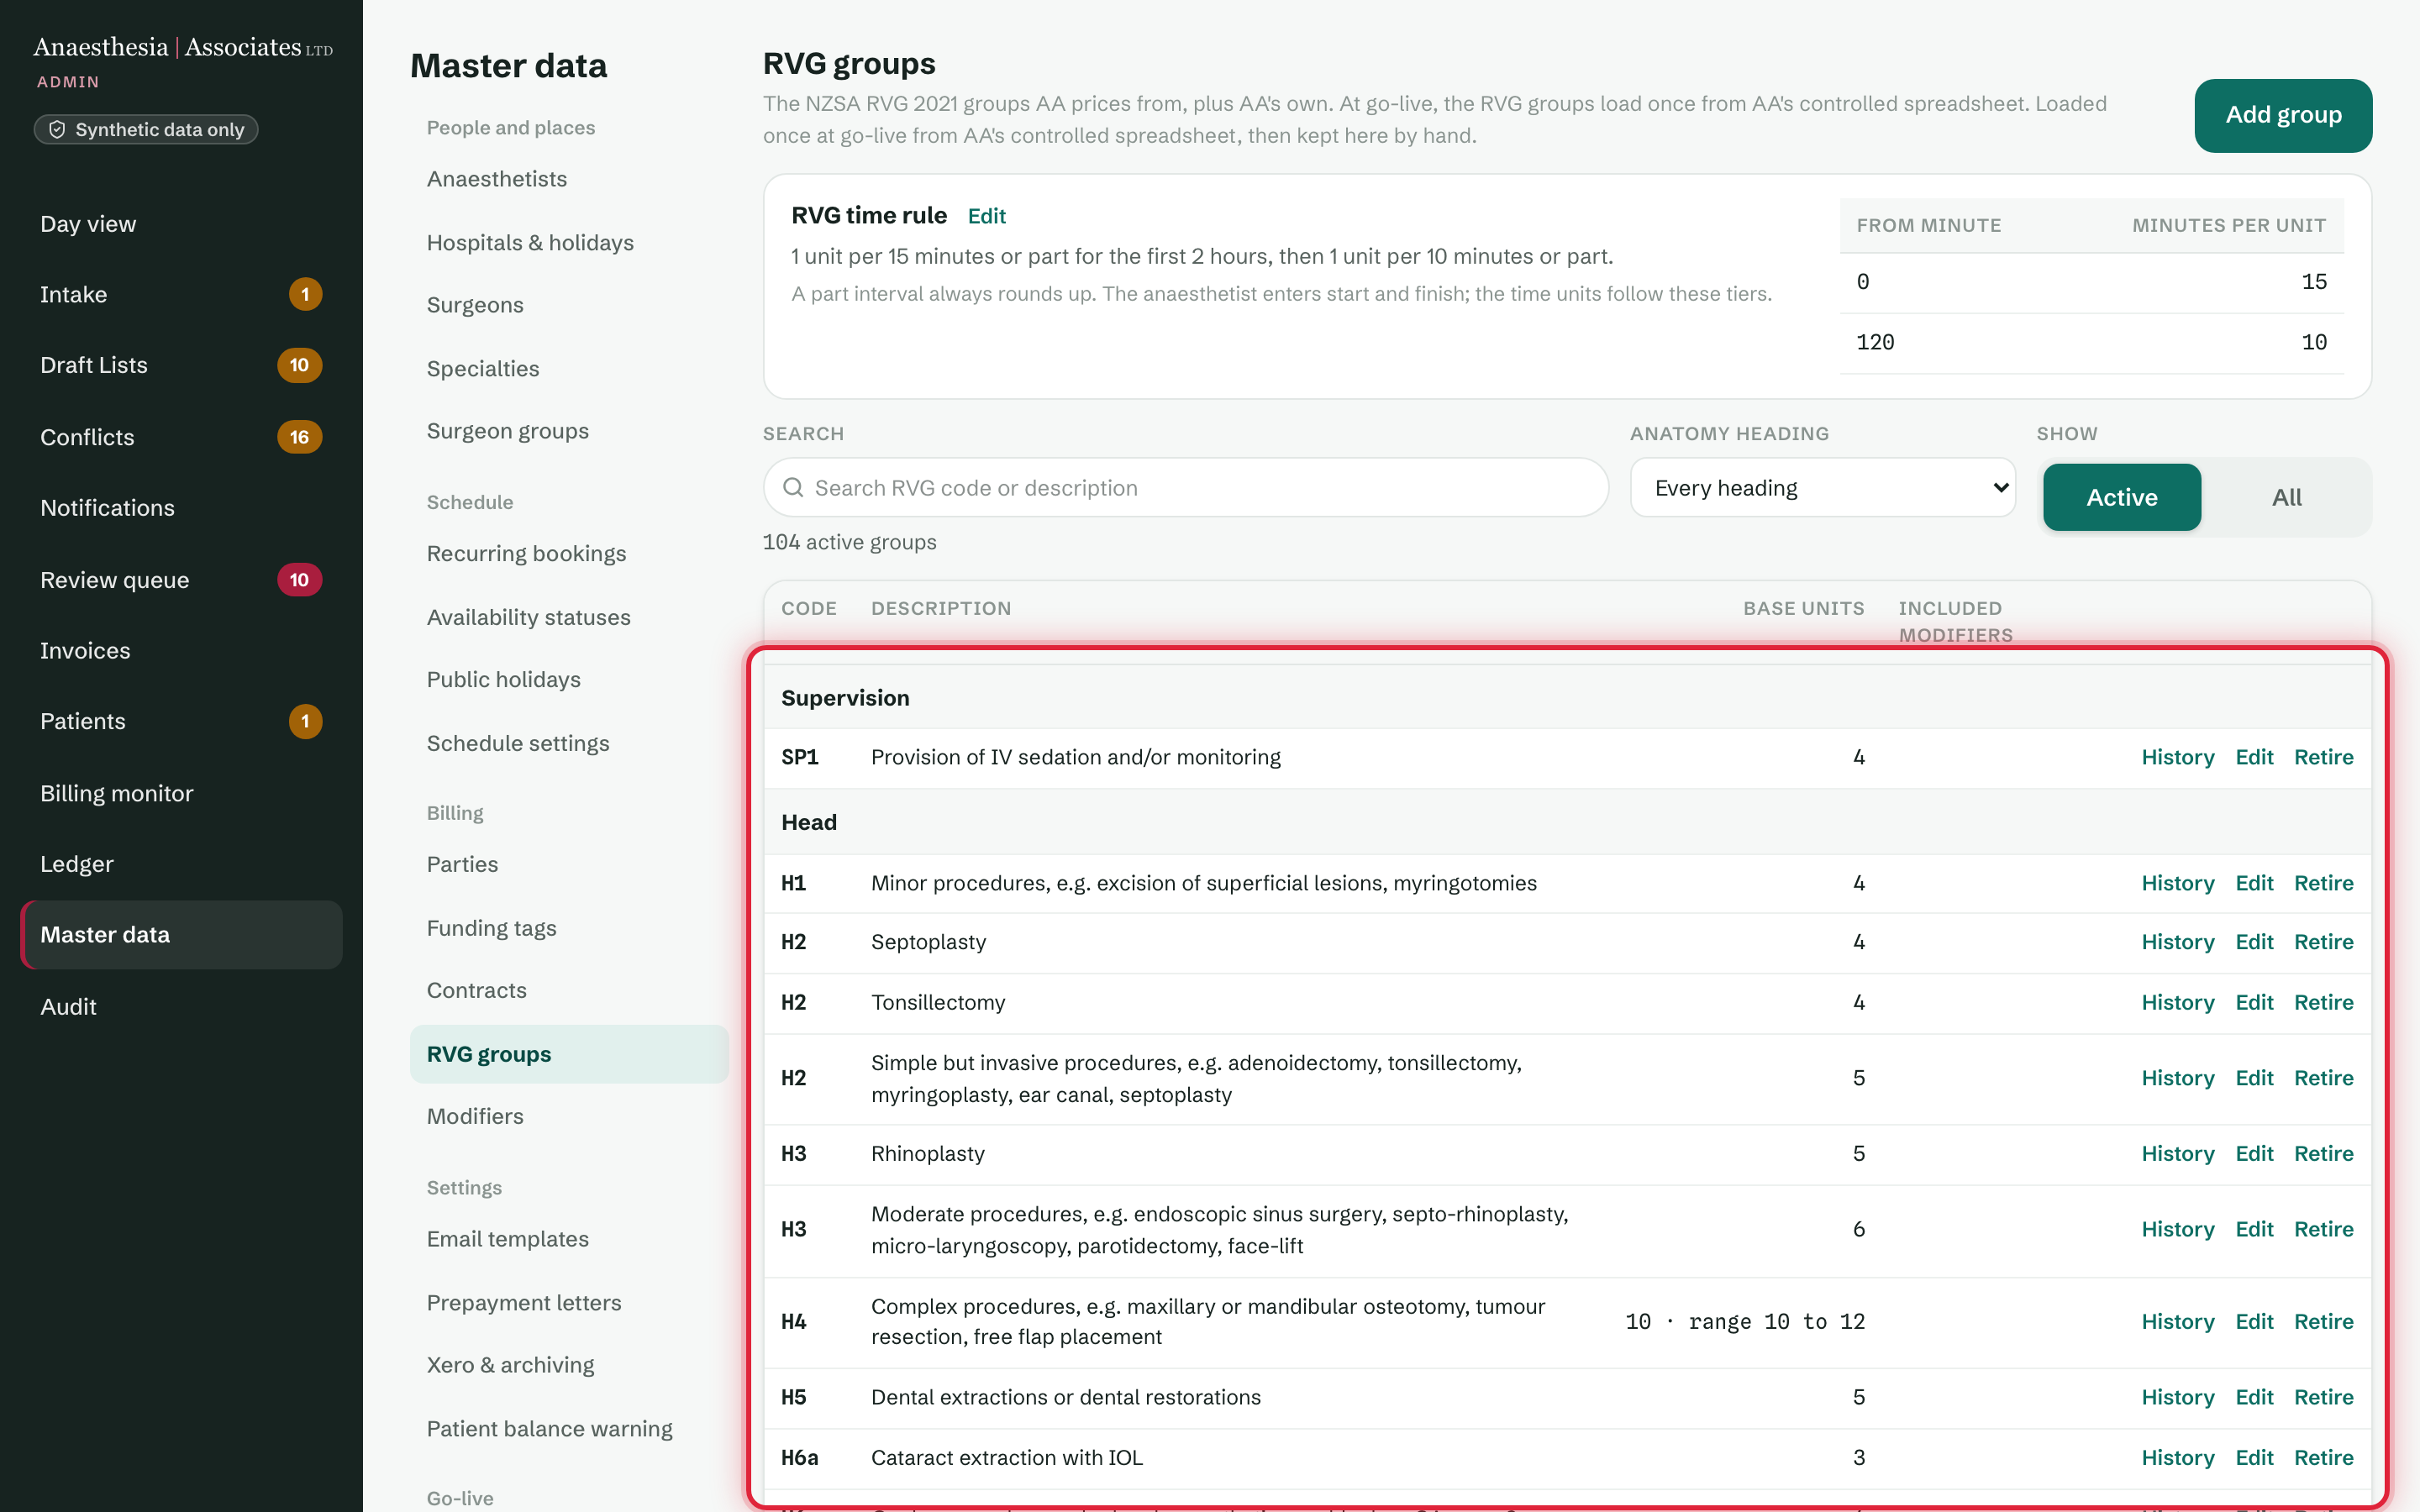 Anaesthesia | Associates LTD
ADMIN
Synthetic data only
Day view
Intake 1
Draft Lists 10
Conflicts 16
Notifications
Review queue 10
Invoices
Patients 1
Billing monitor
Ledger
Master data
Audit
Master data
People and places
Anaesthetists
Hospitals & holidays
Surgeons
Specialties
Surgeon groups
Schedule
Recurring bookings
Availability statuses
Public holidays
Schedule settings
Billing
Parties
Funding tags
Contracts
RVG groups
Modifiers
Settings
Email templates
Prepayment letters
Xero & archiving
Patient balance warning
Go-live
RVG groups
The NZSA RVG 2021 groups AA prices from, plus AA's own. At go-live, the RVG groups load once from AA's controlled spreadsheet. Loaded
once at go-live from AA's controlled spreadsheet, then kept here by hand.
Add group
RVG time rule Edit
1 unit per 15 minutes or part for the first 2 hours, then 1 unit per 10 minutes or part.
A part interval always rounds up. The anaesthetist enters start and finish; the time units follow these tiers.
FROM MINUTE MINUTES PER UNIT
0 15
120 10
SEARCH
Search RVG code or description
ANATOMY HEADING
Every heading
SHOW
Active All
104 active groups
CODE DESCRIPTION BASE UNITS INCLUDED
MODIFIERS
Supervision
SP1 Provision of IV sedation and/or monitoring 4 History Edit Retire
Head
H1 Minor procedures, e.g. excision of superficial lesions, myringotomies 4 History Edit Retire
H2 Septoplasty 4 History Edit Retire
H2 Tonsillectomy 4 History Edit Retire
H2 Simple but invasive procedures, e.g. adenoidectomy, tonsillectomy,
myringoplasty, ear canal, septoplasty 5 History Edit Retire
H3 Rhinoplasty 5 History Edit Retire
H3 Moderate procedures, e.g. endoscopic sinus surgery, septo-rhinoplasty,
micro-laryngoscopy, parotidectomy, face-lift 6 History Edit Retire
H4 Complex procedures, e.g. maxillary or mandibular osteotomy, tumour
resection, free flap placement 10 · range 10 to 12 History Edit Retire
H5 Dental extractions or dental restorations 5 History Edit Retire
H6a Cataract extraction with IOL 3 History Edit Retire